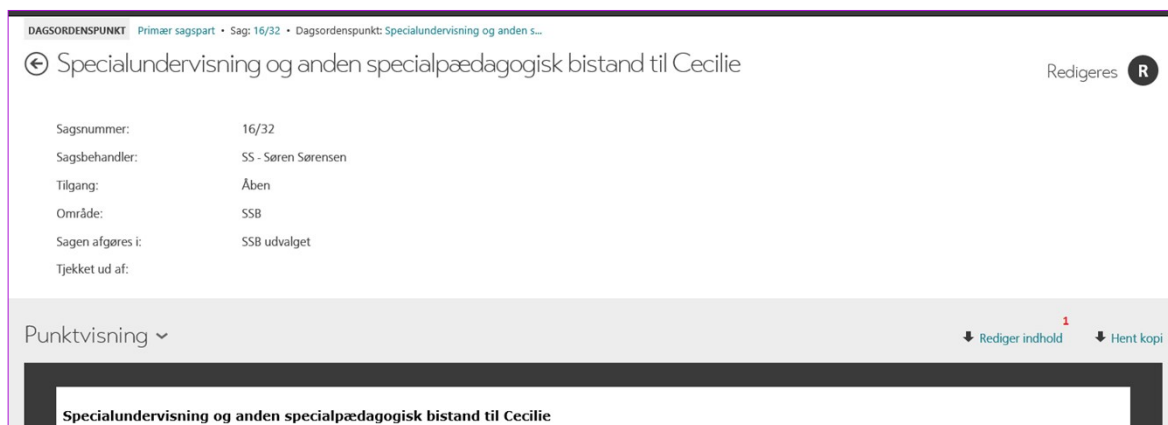 DAGSORDENSPUNKT Primær sagspart • Sag: 16/32 • Dagsordenspunkt: Specialundervisning og anden s...
Specialundervisning og anden specialpædagogisk bistand til Cecilie
Redigeres R
Sagsnummer: 16/32
Sagsbehandler: SS - Søren Sørensen
Tilgang: Åben
Område: SSB
Sagen afgøres i: SSB udvalget
Tjekket ud af:
1
Punktvisning Rediger indhold Hent kopi
Specialundervisning og anden specialpædagogisk bistand til Cecilie